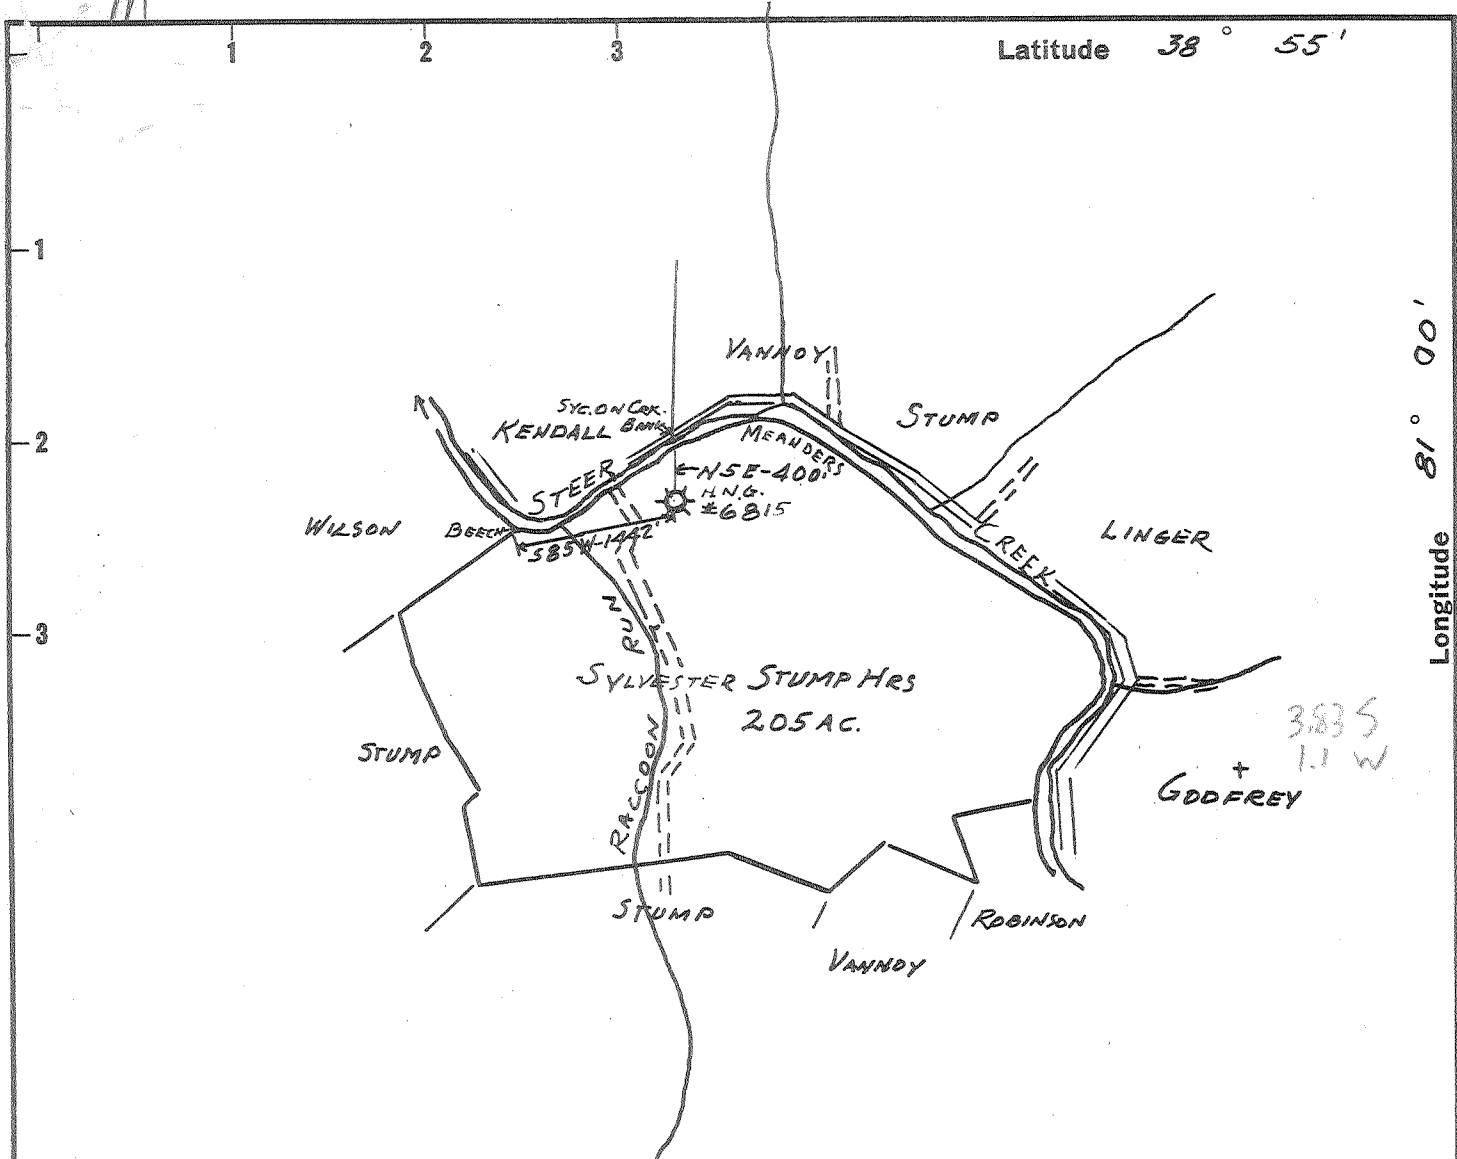 1 2 3 Latitude 38° 55'
1
Longitude 81° 00'
VANNOY
SYC. ON CRK. BANK
KENDALL
STUMP
2
MEANDERS
STEER
N5E-400'
H.N.G.
#6815
WILSON
BEECH
S85W-1442'
CREEK
LINGER
RUN
3
SYLVESTER STUMP HRS
205 AC.
3.83 S
1.1 W
STUMP
RACCOON
+
GODFREY
STUMP
ROBINSON
VANNOY